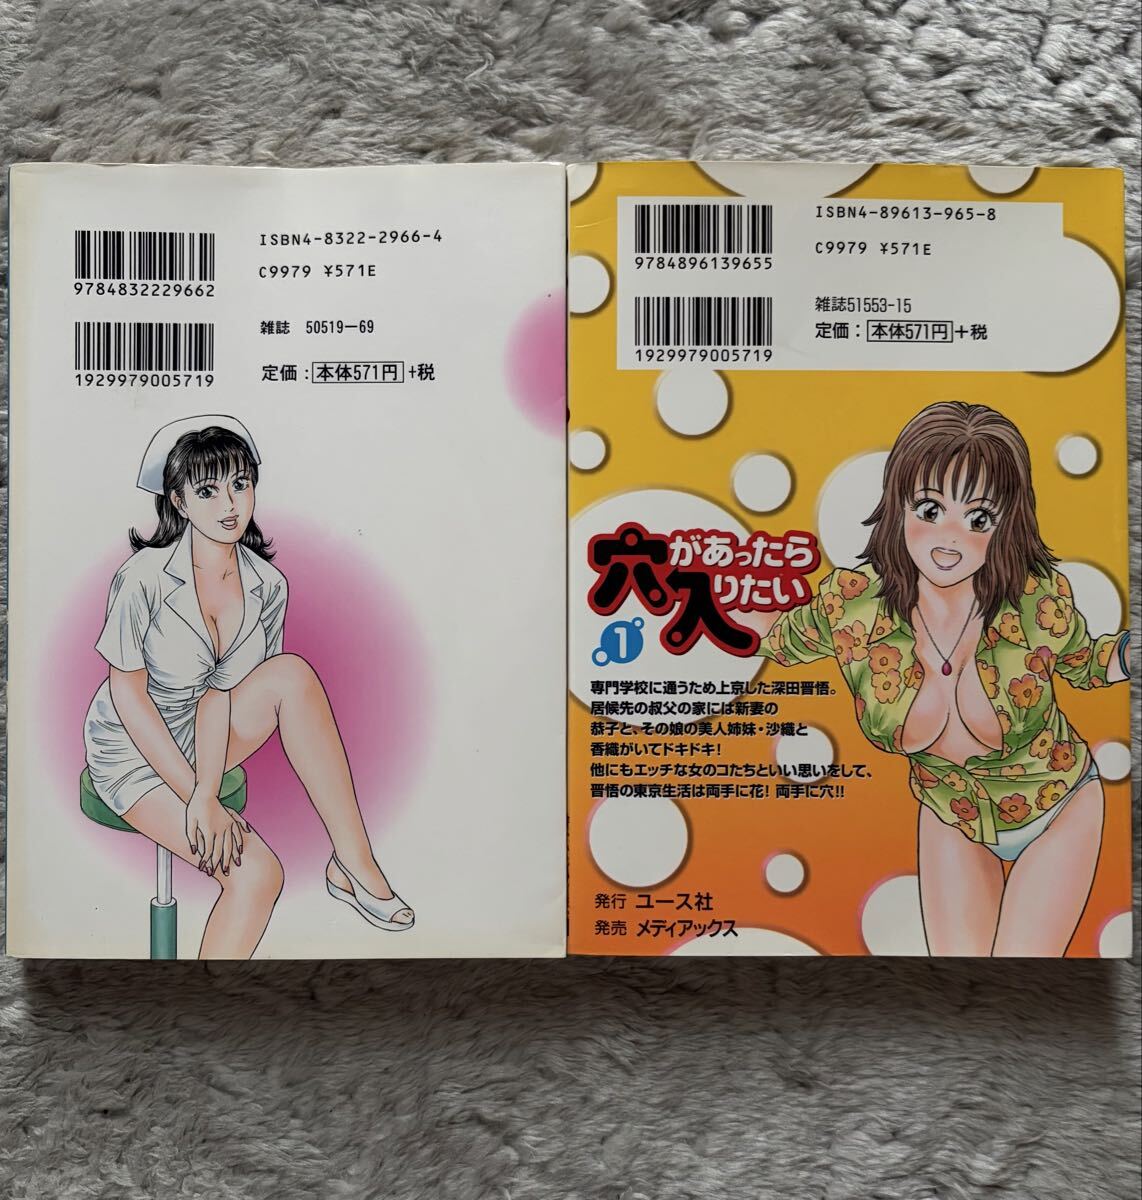 ISBN4-8322-2966-4
C9979 ¥571E
9784832229662
雑誌 50519-69
1929979005719
定価：本体571円+税
ISBN4-89613-965-8
C9979 ¥571E
9784896139655
雑誌51553-15
定価：本体571円+税
1929979005719
穴があったら
入りたい
1
専門学校に通うため上京した深田晋悟。
居候先の叔父の家には新妻の
恭子と、その娘の美人姉妹・沙織と
香織がいてドキドキ！
他にもエッチな女のコたちといい思いをして、
晋悟の東京生活は両手に花！両手に穴！！
発行 ユース社
発売 メディアックス